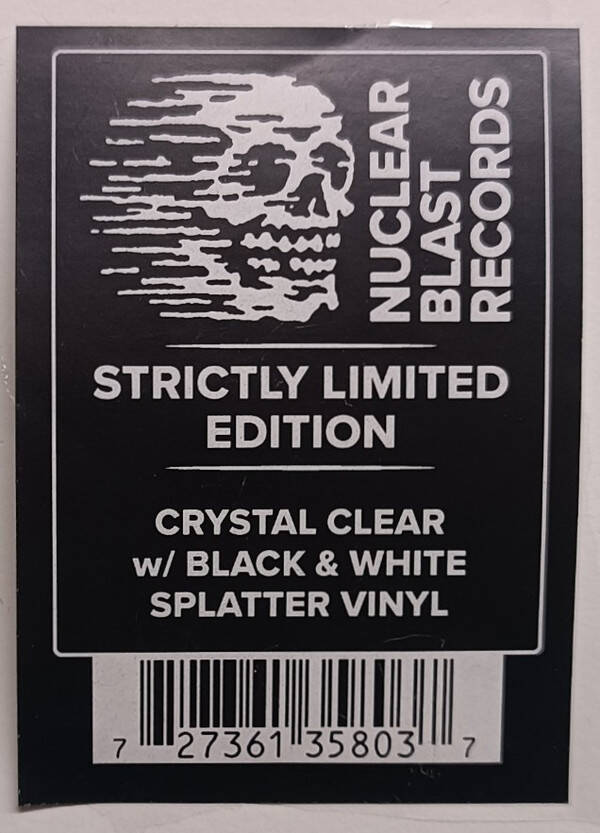 NUCLEAR
BLAST
RECORDS
STRICTLY LIMITED
EDITION
CRYSTAL CLEAR
w/ BLACK & WHITE
SPLATTER VINYL
7 27361 35803 7